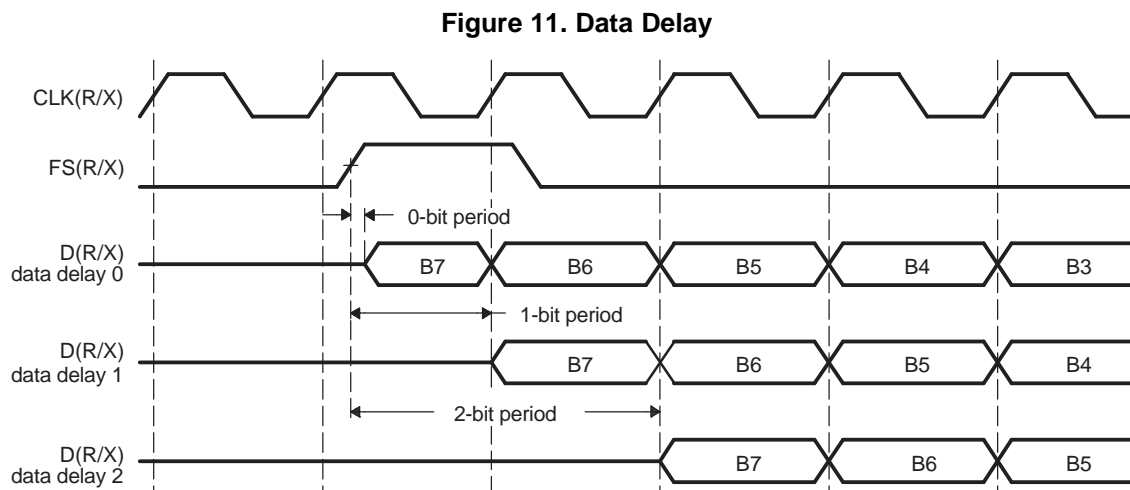 Figure 11. Data Delay
CLK(R/X)
FS(R/X)
0-bit period
D(R/X)
data delay 0
B7 B6 B5 B4 B3
1-bit period
D(R/X)
data delay 1
B7 B6 B5 B4
2-bit period
D(R/X)
data delay 2
B7 B6 B5